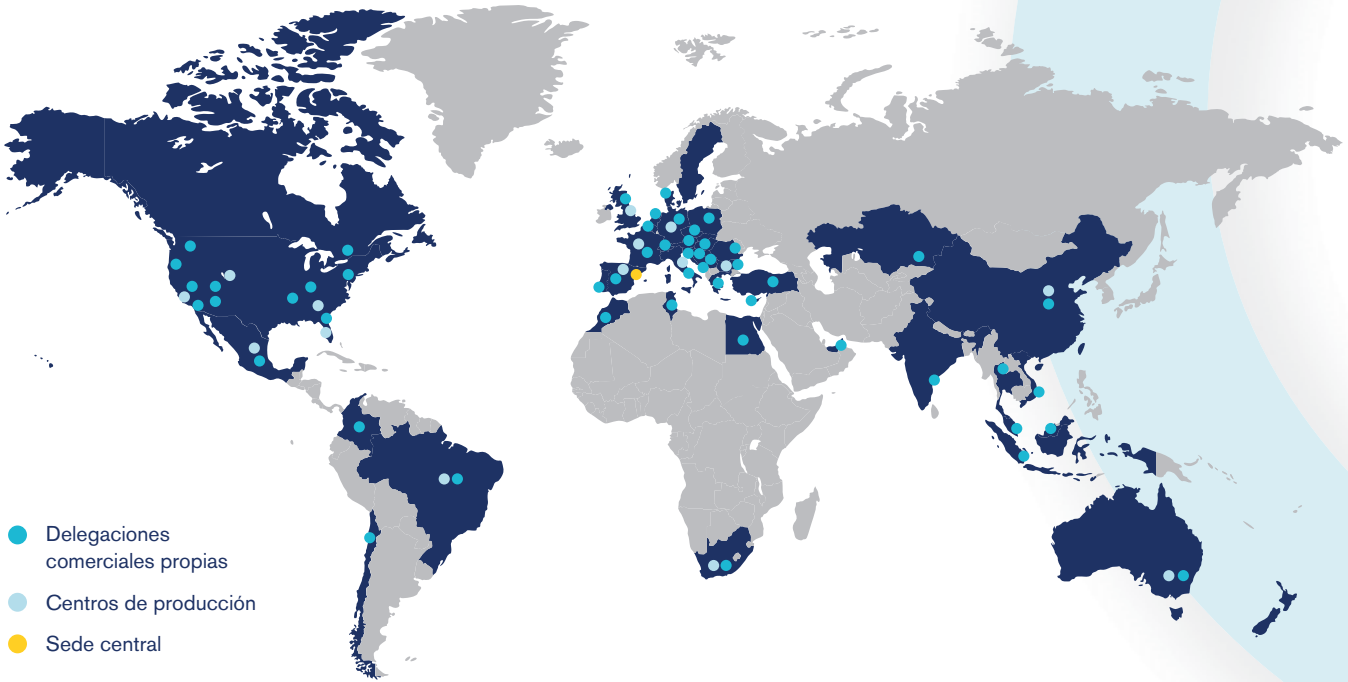 Delegaciones
comerciales propias
Centros de producción
Sede central